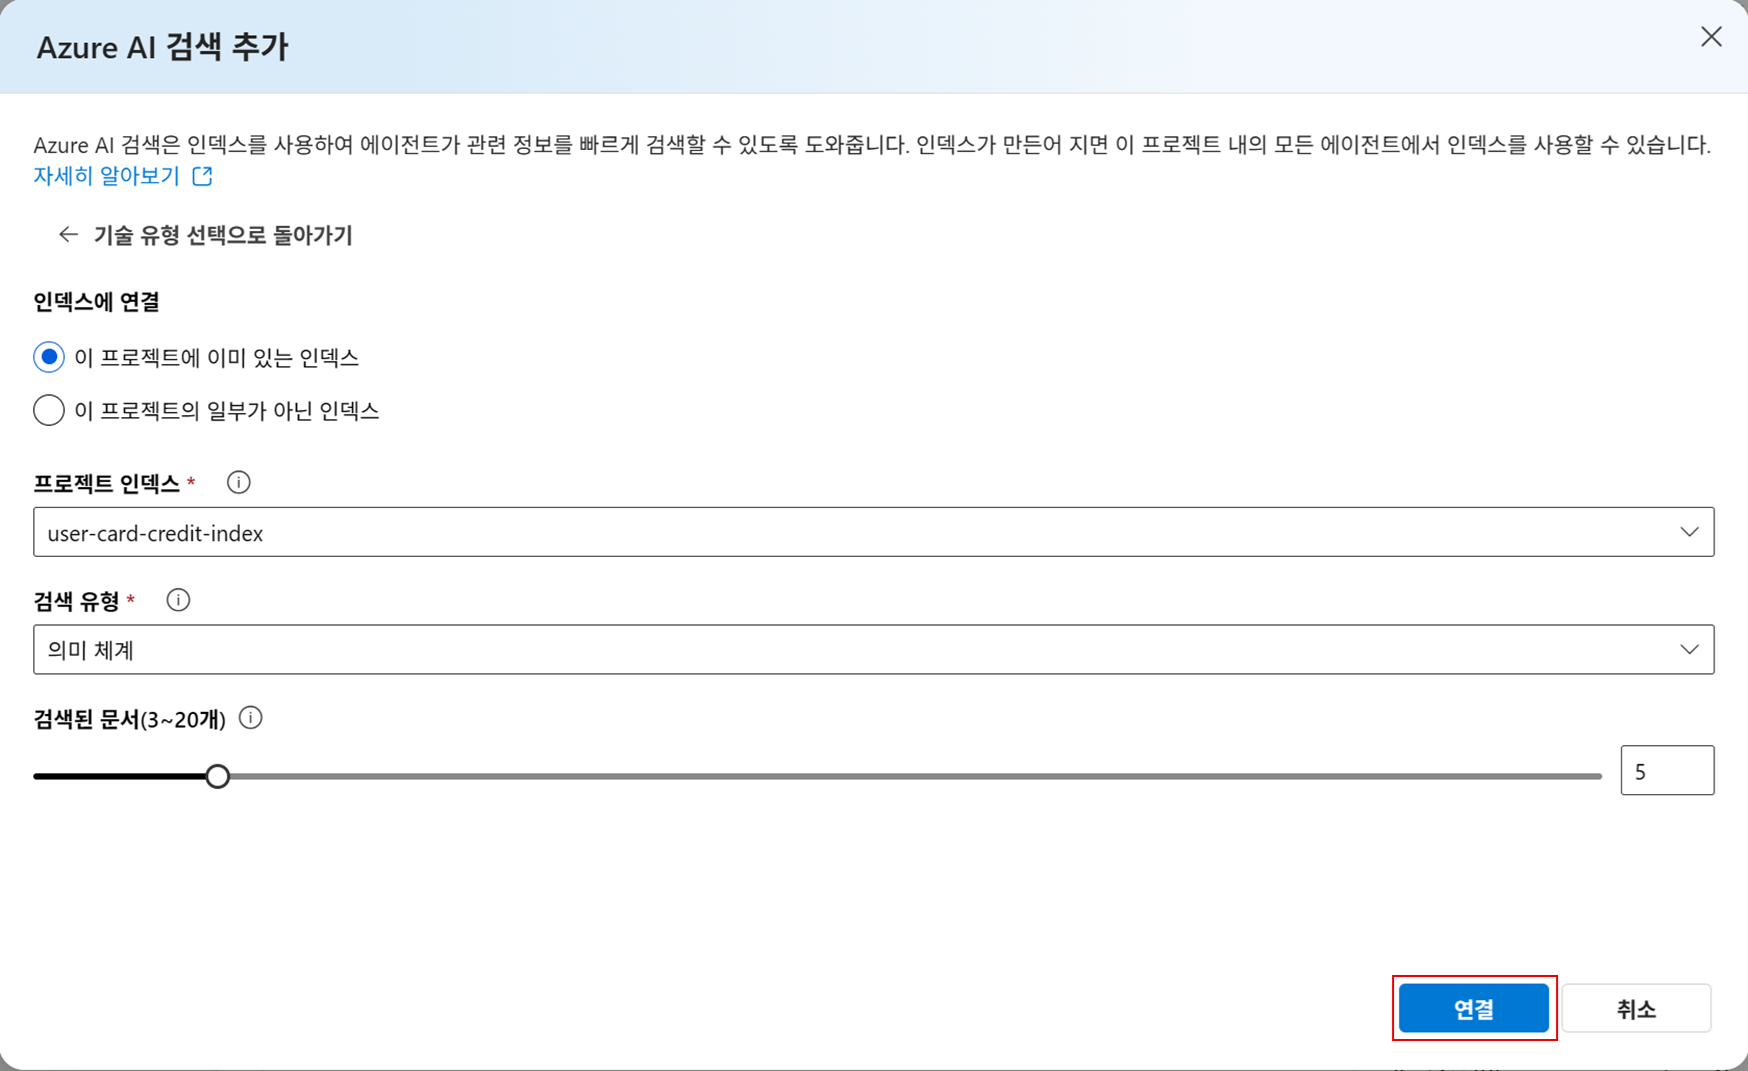 Azure AI 검색 추가
Azure AI 검색은 인덱스를 사용하여 에이전트가 관련 정보를 빠르게 검색할 수 있도록 도와줍니다. 인덱스가 만든어 지면 이 프로젝트 내의 모든 에이전트에서 인덱스를 사용할 수 있습니다.
자세히 알아보기
기술 유형 선택으로 돌아가기
인덱스에 연결
이 프로젝트에 이미 있는 인덱스
이 프로젝트의 일부가 아닌 인덱스
프로젝트 인덱스 *
user-card-credit-index
검색 유형 *
의미 체계
검색된 문서(3~20개)
5
연결 취소